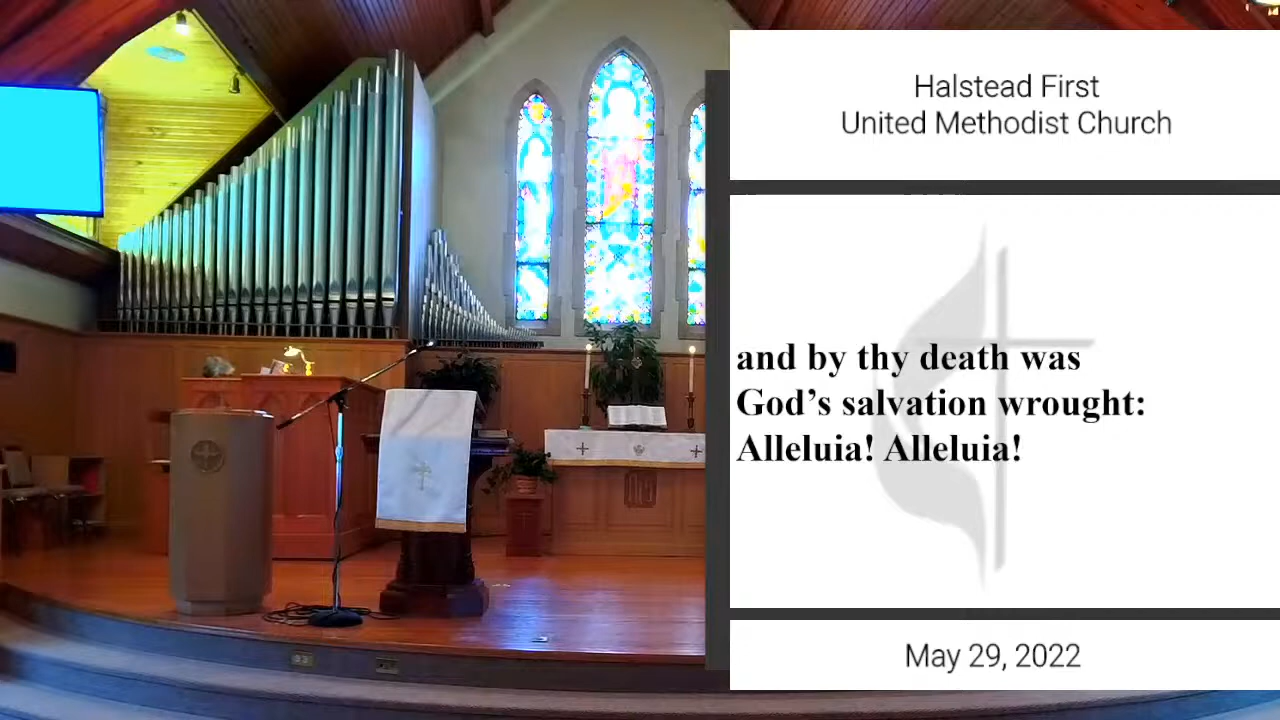 Halstead First
United Methodist Church
and by thy death was
God’s salvation wrought:
Alleluia! Alleluia!
May 29, 2022